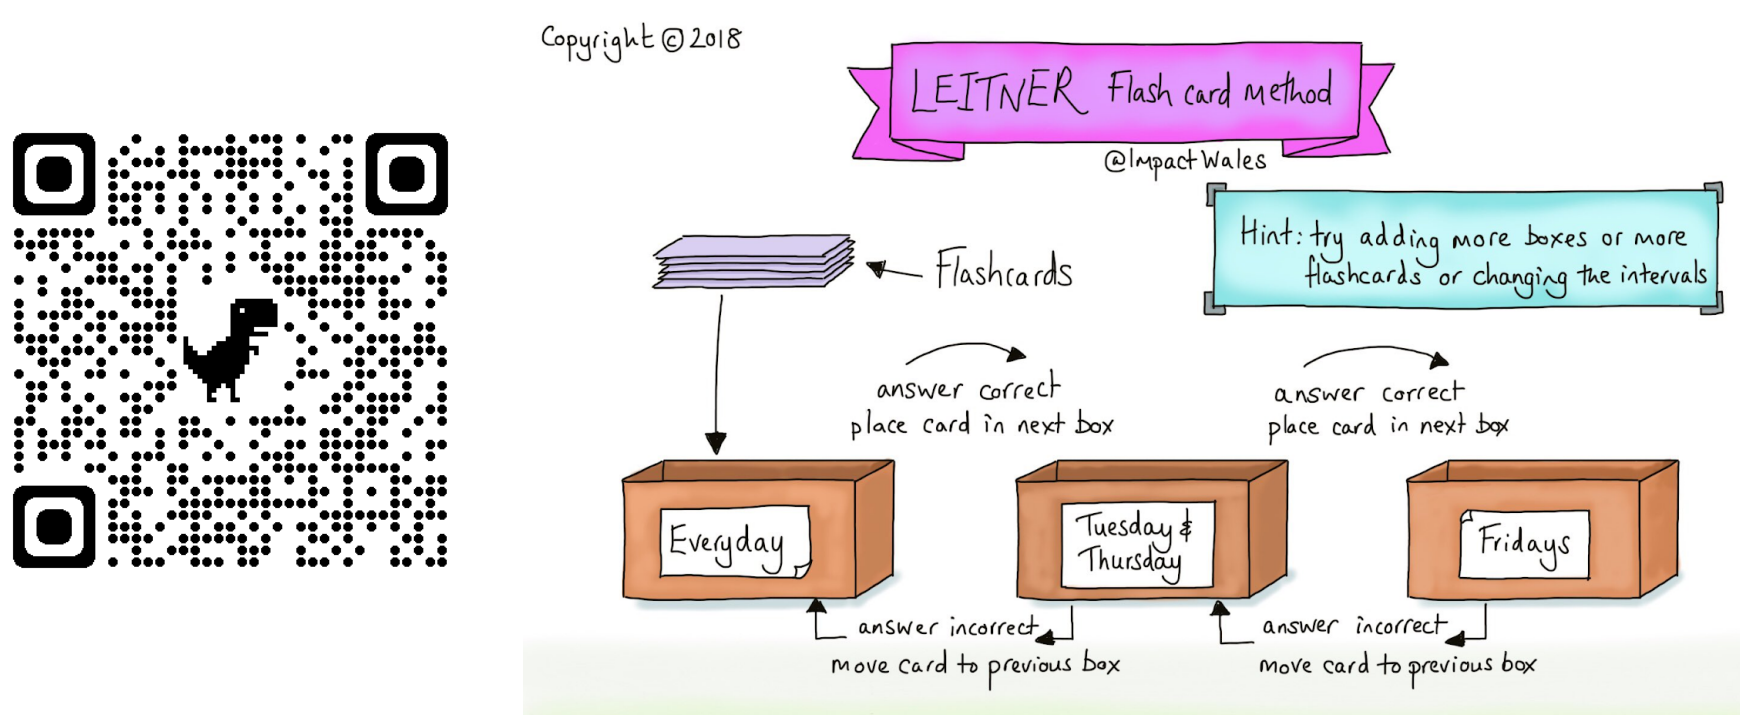 Copyright © 2018
LEITNER Flash card method
@ImpactWales
Hint: try adding more boxes or more
flashcards or changing the intervals
Flashcards
answer correct
place card in next box
answer correct
place card in next box
Everyday
Tuesday &
Thursday
Fridays
answer incorrect
move card to previous box
answer incorrect
move card to previous box